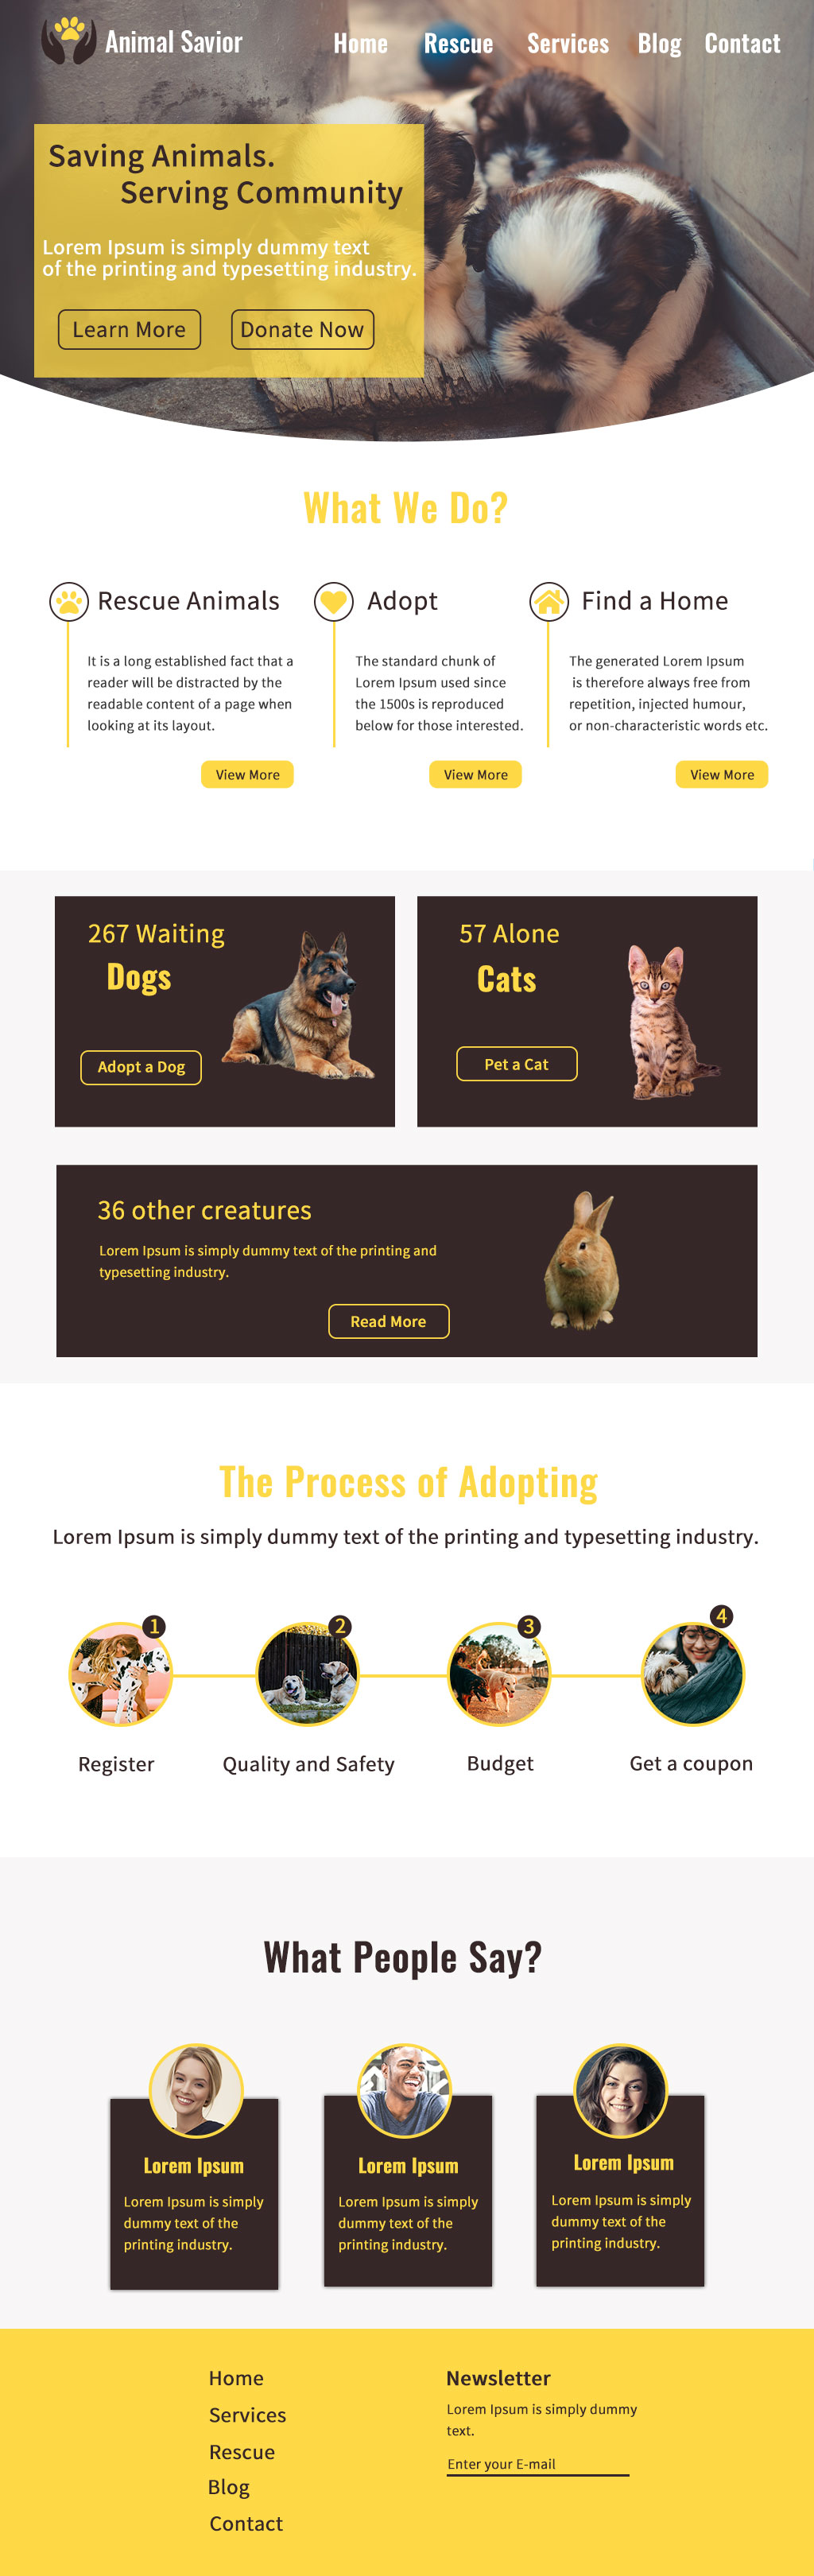 Animal Savior
Home Rescue Services Blog Contact
Saving Animals.
Serving Community
Lorem Ipsum is simply dummy text
of the printing and typesetting industry.
Learn More Donate Now
What We Do?
Rescue Animals
It is a long established fact that a
reader will be distracted by the
readable content of a page when
looking at its layout.
View More
Adopt
The standard chunk of
Lorem Ipsum used since
the 1500s is reproduced
below for those interested.
View More
Find a Home
The generated Lorem Ipsum
is therefore always free from
repetition, injected humour,
or non-characteristic words etc.
View More
267 Waiting
Dogs
Adopt a Dog
57 Alone
Cats
Pet a Cat
36 other creatures
Lorem Ipsum is simply dummy text of the printing and
typesetting industry.
Read More
The Process of Adopting
Lorem Ipsum is simply dummy text of the printing and typesetting industry.
1
Register
2
Quality and Safety
3
Budget
4
Get a coupon
What People Say?
Lorem Ipsum
Lorem Ipsum is simply
dummy text of the
printing industry.
Lorem Ipsum
Lorem Ipsum is simply
dummy text of the
printing industry.
Lorem Ipsum
Lorem Ipsum is simply
dummy text of the
printing industry.
Home
Services
Rescue
Blog
Contact
Newsletter
Lorem Ipsum is simply dummy
text.
Enter your E-mail